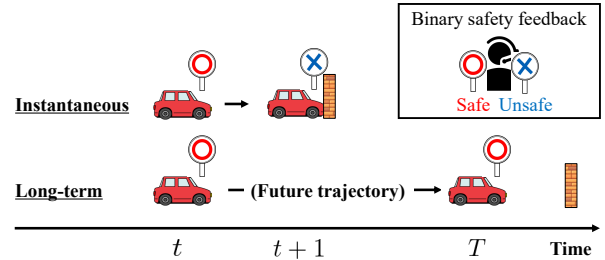 Binary safety feedback
Safe Unsafe
Instantaneous
Long-term
(Future trajectory)
t
t + 1
T
Time